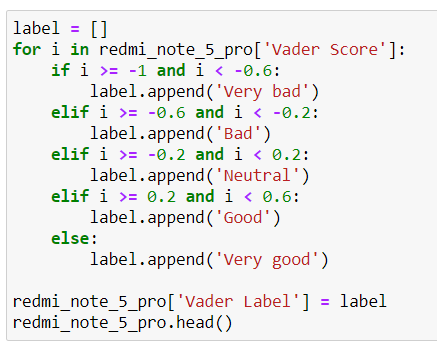 label = []
for i in redmi_note_5_pro['Vader Score']:
    if i >= -1 and i < -0.6:
        label.append('Very bad')
    elif i >= -0.6 and i < -0.2:
        label.append('Bad')
    elif i >= -0.2 and i < 0.2:
        label.append('Neutral')
    elif i >= 0.2 and i < 0.6:
        label.append('Good')
    else:
        label.append('Very good')

redmi_note_5_pro['Vader Label'] = label
redmi_note_5_pro.head()